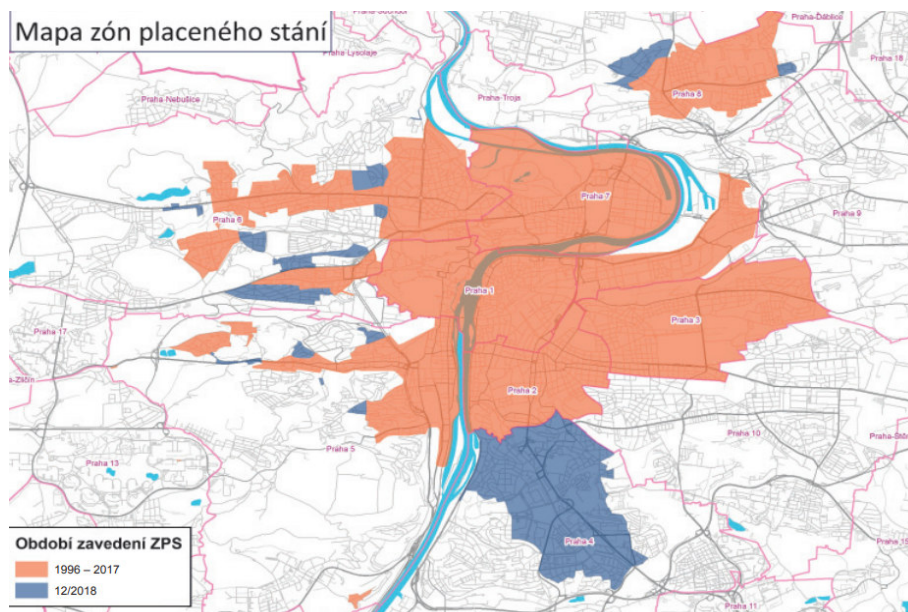 Mapa zón placeného stání
Praha-Suchdol
Praha-Ďáblice
Praha-Lysolaje
Praha 18
Praha-Nebušice
Praha-Troja
Praha 8
Praha 7
Praha 9
Praha 6
Praha 1
Praha 17
Praha 3
Praha 2
Praha 10
Praha 5
Praha 13
Praha 4
Praha 11
Období zavedení ZPS
1996 – 2017
12/2018